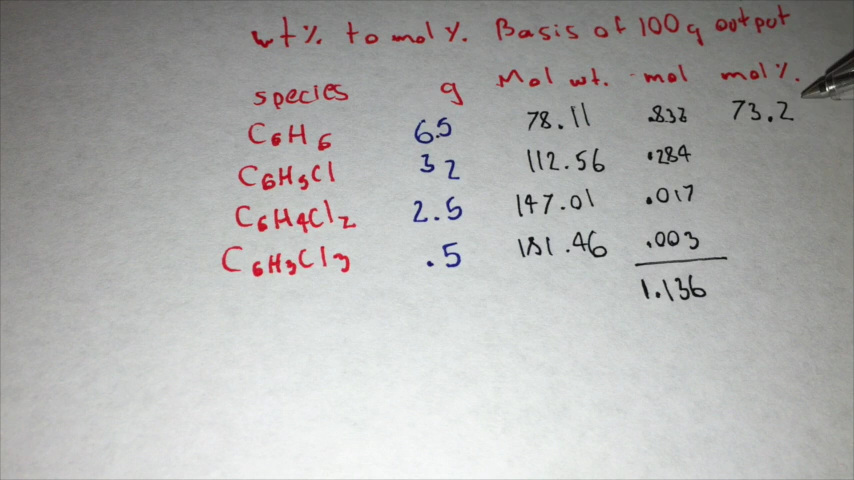 wt% to mol%. Basis of 100g output
species g Mol wt. mol mol%.
C6H6 65 78.11 .832 73.2
C6H5Cl 32 112.56 .284
C6H4Cl2 2.5 147.01 .017
C6H3Cl3 .5 181.46 .003
1.136